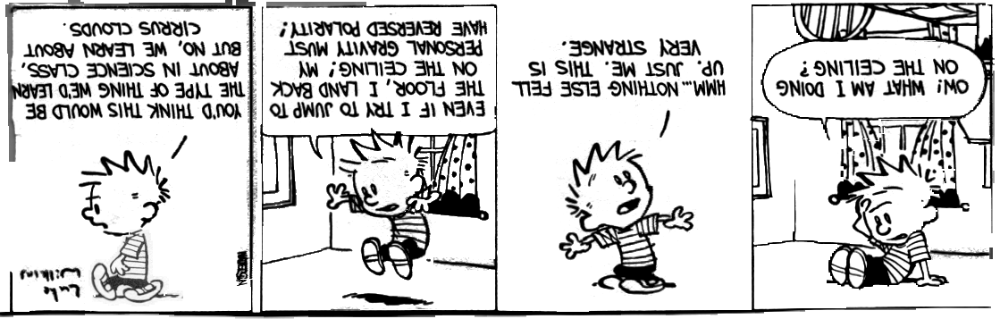 OW! WHAT AM I DOING
ON THE CEILING?
HMM...NOTHING ELSE FELL
UP. JUST ME. THIS IS
VERY STRANGE.
EVEN IF I TRY TO JUMP TO
THE FLOOR, I LAND BACK
ON THE CEILING! MY
PERSONAL GRAVITY MUST
HAVE REVERSED POLARITY!
YOU'D THINK THIS WOULD BE
THE TYPE OF THING WE'D LEARN
ABOUT IN SCIENCE CLASS,
BUT NO, WE LEARN ABOUT
CIRRUS CLOUDS.
Luke
Wilkins